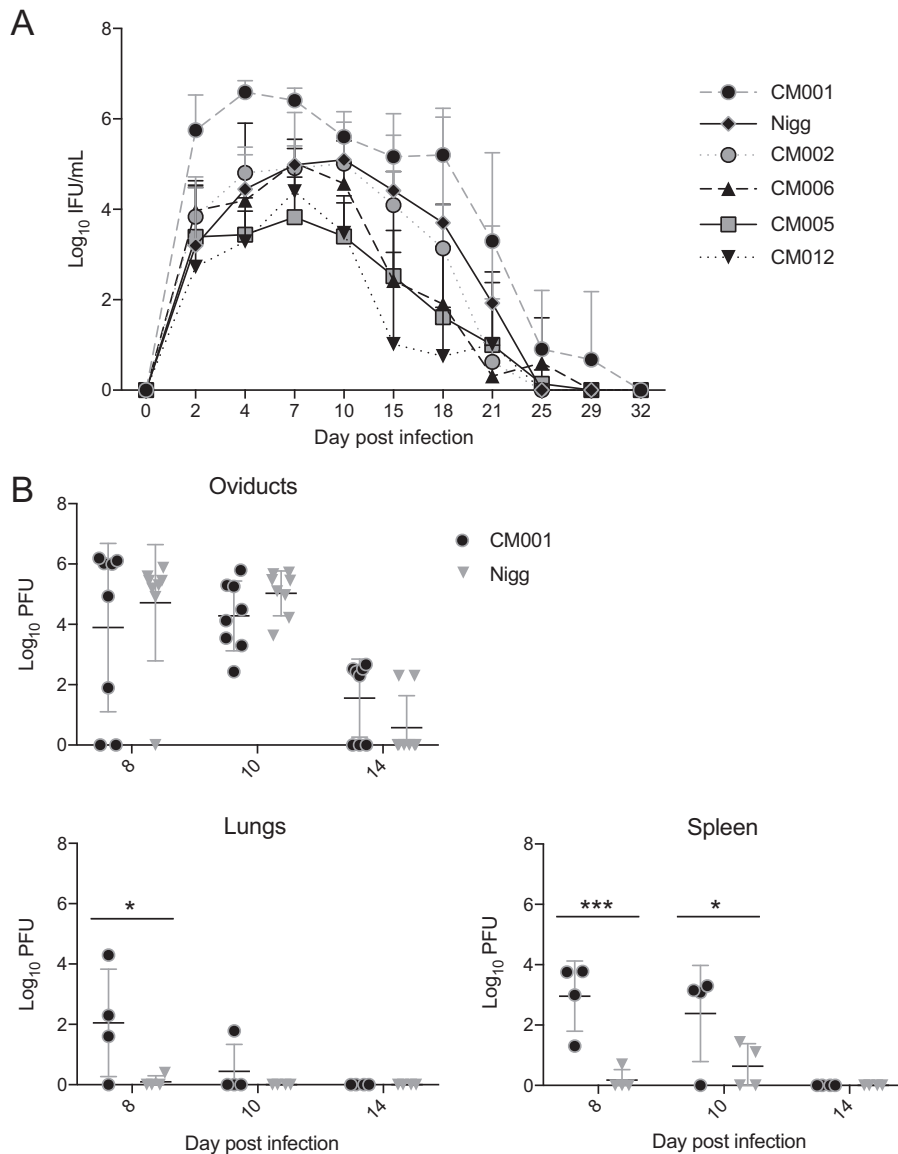 A
8
6
4
2
0
Log10 IFU/mL
0 2 4 7 10 15 18 21 25 29 32
Day post infection
CM001
Nigg
CM002
CM006
CM005
CM012
B
Oviducts
8
6
4
2
0
Log10 PFU
8 10 14
CM001
Nigg
Lungs
8
6
4
2
0
Log10 PFU
*
8 10 14
Day post infection
Spleen
8
6
4
2
0
Log10 PFU
*** *
8 10 14
Day post infection